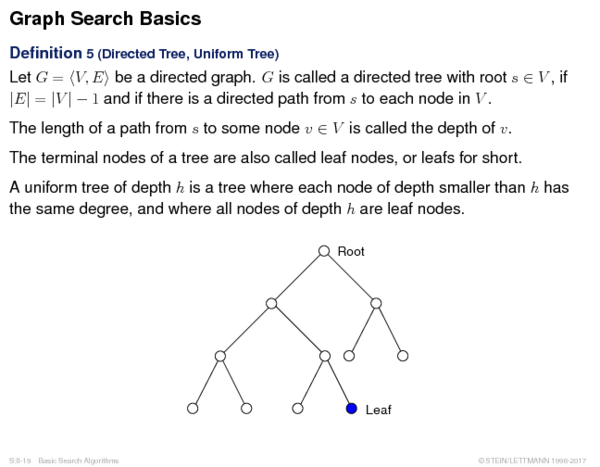 Graph Search Basics
Definition 5 (Directed Tree, Uniform Tree)
Let G = ⟨V, E⟩ be a directed graph. G is called a directed tree with root s ∈ V, if
|E| = |V| − 1 and if there is a directed path from s to each node in V.
The length of a path from s to some node v ∈ V is called the depth of v.
The terminal nodes of a tree are also called leaf nodes, or leafs for short.
A uniform tree of depth h is a tree where each node of depth smaller than h has
the same degree, and where all nodes of depth h are leaf nodes.
Root
Leaf
S:II-19 Basic Search Algorithms
© STEIN/LETTMANN 1998-2017